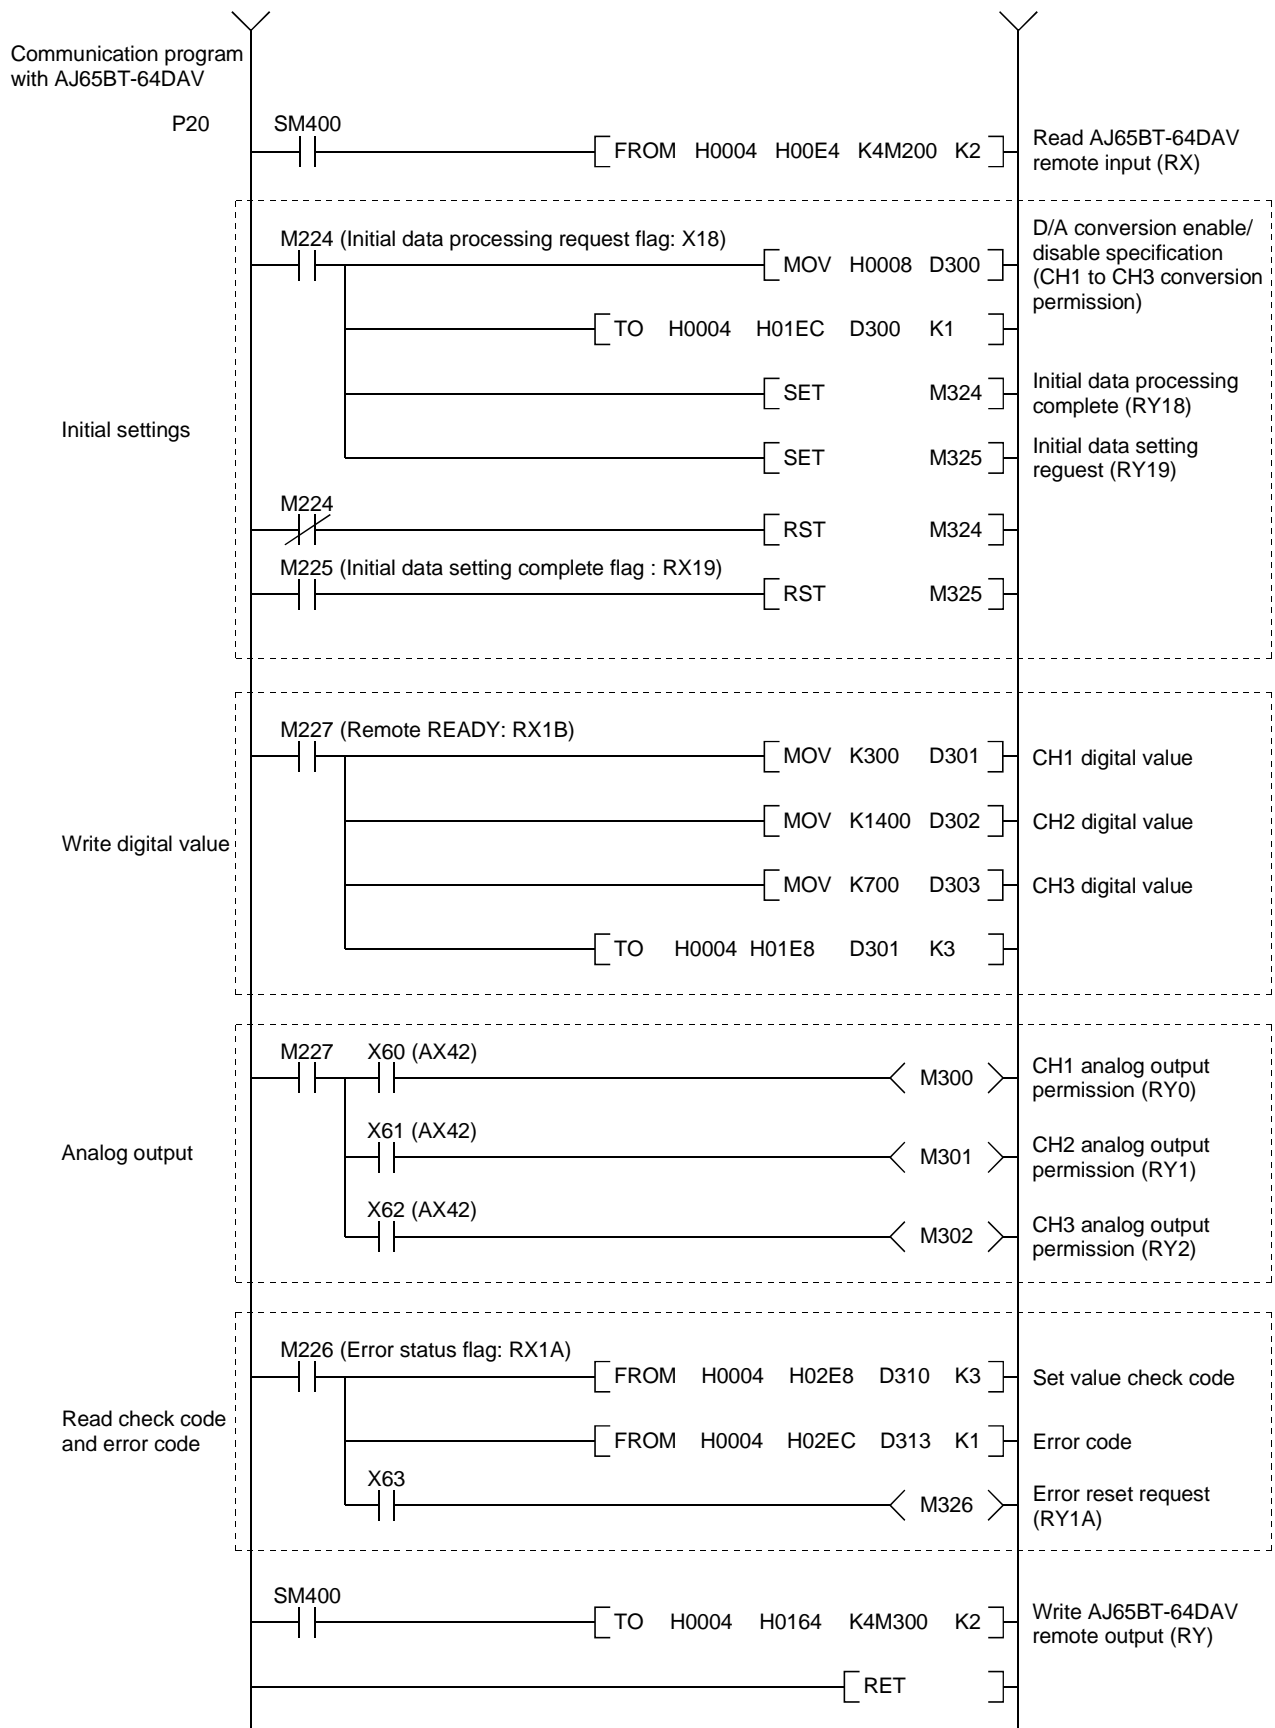 Communication program
with AJ65BT-64DAV
P20
SM400
FROM H0004 H00E4 K4M200 K2
Read AJ65BT-64DAV
remote input (RX)
M224 (Initial data processing request flag: X18)
MOV H0008 D300
D/A conversion enable/
disable specification
(CH1 to CH3 conversion
permission)
TO H0004 H01EC D300 K1
SET M324
Initial data processing
complete (RY18)
Initial settings
SET M325
Initial data setting
reguest (RY19)
M224
RST M324
M225 (Initial data setting complete flag : RX19)
RST M325
M227 (Remote READY: RX1B)
MOV K300 D301
CH1 digital value
MOV K1400 D302
CH2 digital value
Write digital value
MOV K700 D303
CH3 digital value
TO H0004 H01E8 D301 K3
M227 X60 (AX42)
M300
CH1 analog output
permission (RY0)
X61 (AX42)
M301
CH2 analog output
permission (RY1)
Analog output
X62 (AX42)
M302
CH3 analog output
permission (RY2)
M226 (Error status flag: RX1A)
FROM H0004 H02E8 D310 K3
Set value check code
Read check code
and error code
FROM H0004 H02EC D313 K1
Error code
X63
M326
Error reset request
(RY1A)
SM400
TO H0004 H0164 K4M300 K2
Write AJ65BT-64DAV
remote output (RY)
RET